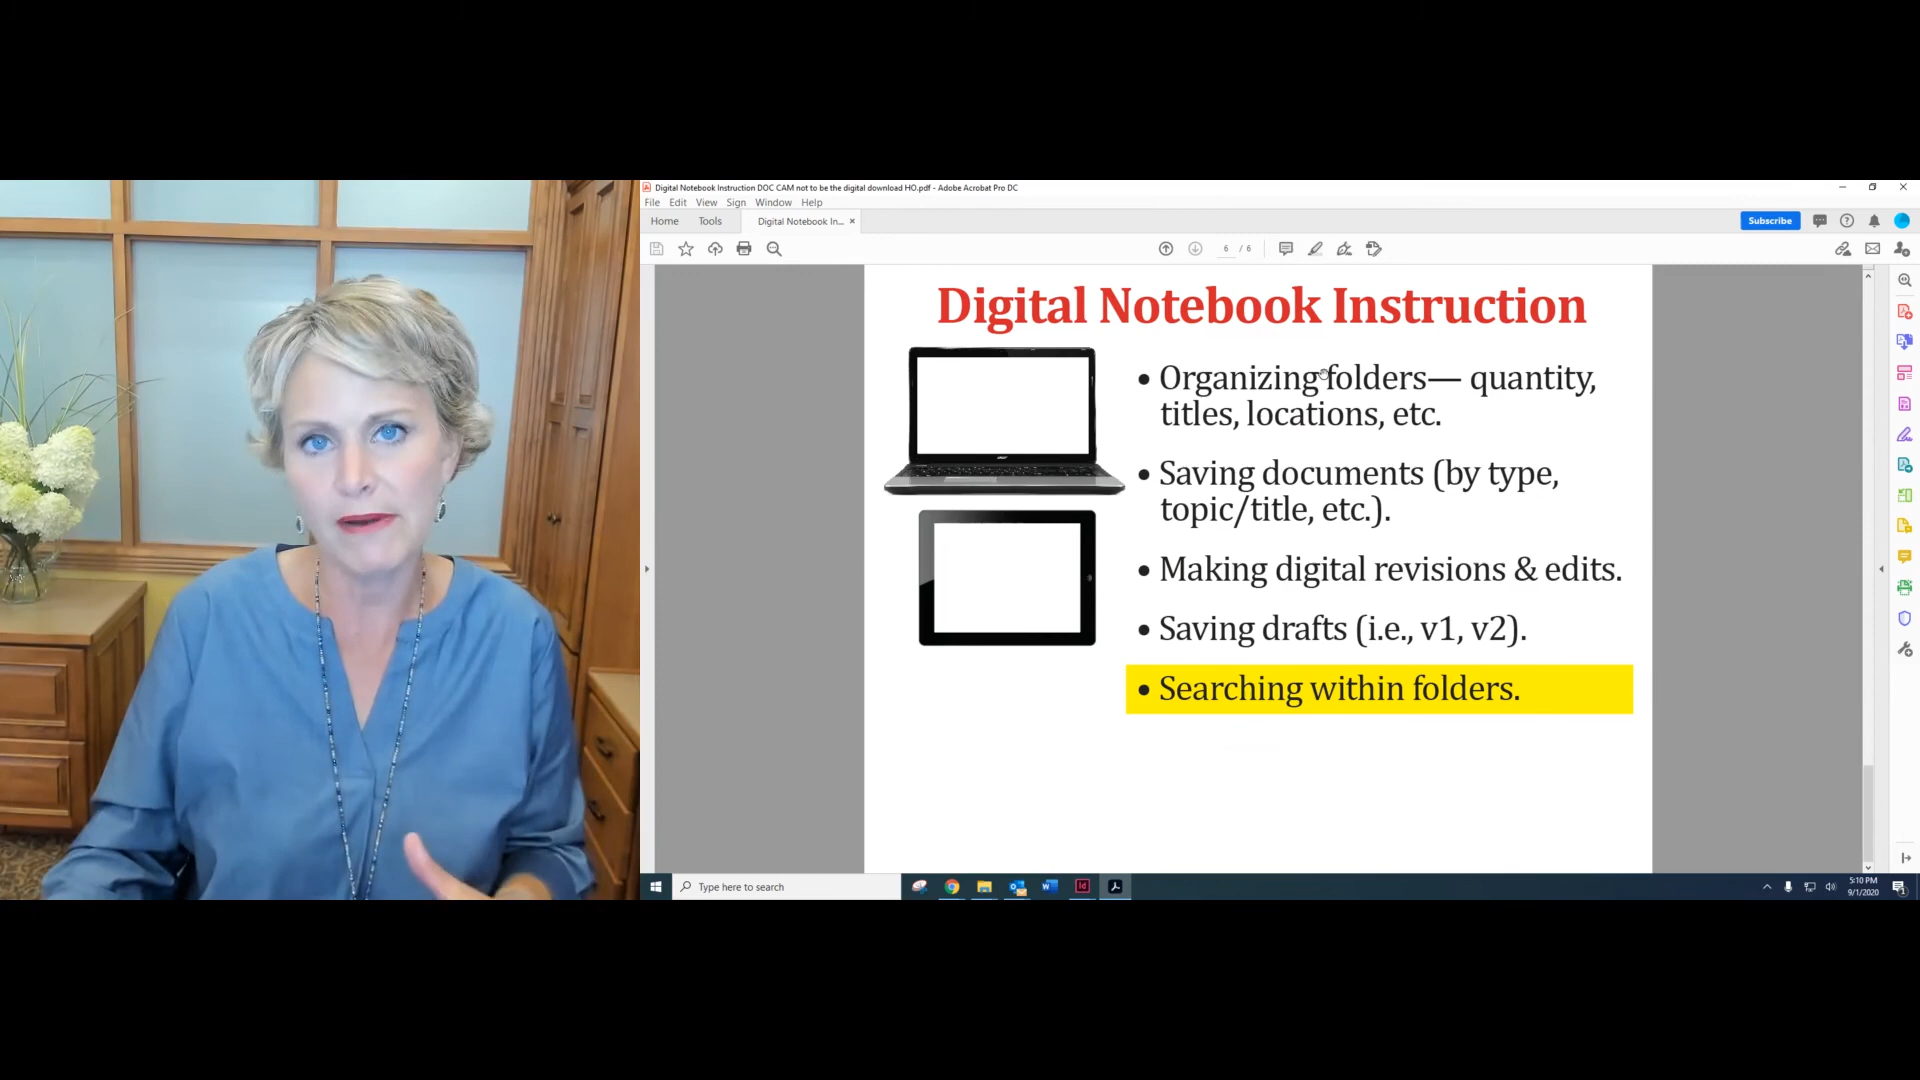 Digital Notebook Instruction DOC CAM not to be the digital download HO.pdf - Adobe Acrobat Pro DC
File Edit View Sign Window Help
Home Tools Digital Notebook In... ×
Subscribe
6 / 6
Digital Notebook Instruction
• Organizing folders— quantity,
titles, locations, etc.
• Saving documents (by type,
topic/title, etc.).
• Making digital revisions & edits.
• Saving drafts (i.e., v1, v2).
• Searching within folders.
acer
Type here to search
5:10 PM
9/1/2020